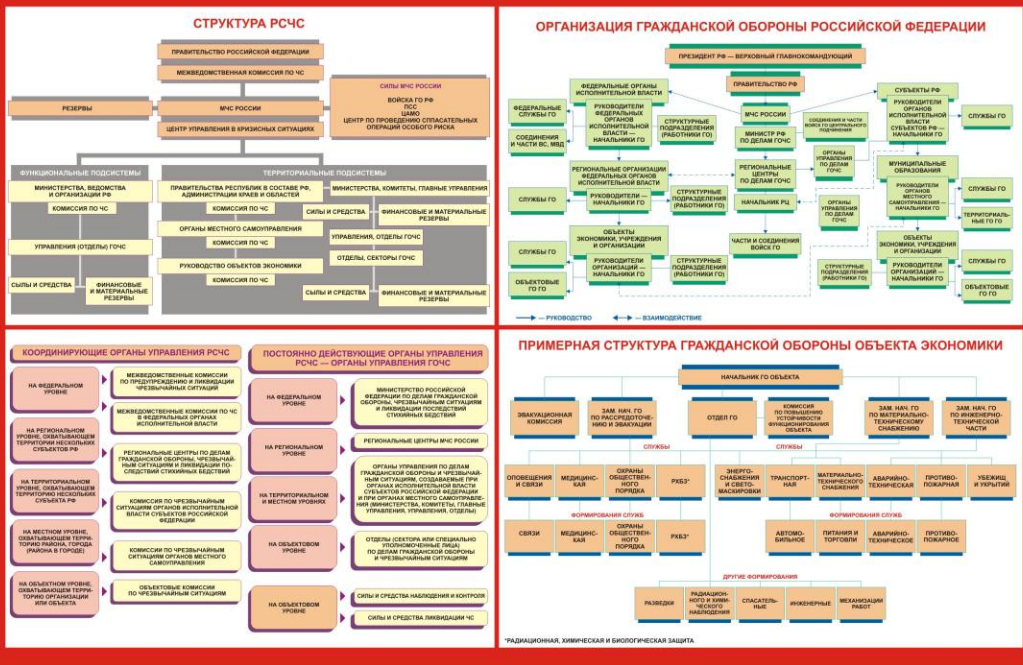 СТРУКТУРА РСЧС
ПРАВИТЕЛЬСТВО РОССИЙСКОЙ ФЕДЕРАЦИИ
МЕЖВЕДОМСТВЕННАЯ КОМИССИЯ ПО ЧС
РЕЗЕРВЫ
МЧС РОССИИ
ЦЕНТР УПРАВЛЕНИЯ В КРИЗИСНЫХ СИТУАЦИЯХ
СИЛЫ МЧС РОССИИ
ВОЙСКА ГО РФ
ПСС
ЦАМО
ЦЕНТР ПО ПРОВЕДЕНИЮ СППАСАТЕЛЬНЫХ
ОПЕРАЦИЙ ОСОБОГО РИСКА
ФУНКЦИОНАЛЬНЫЕ ПОДСИСТЕМЫ
МИНИСТЕРСТВА, ВЕДОМСТВА
И ОРГАНИЗАЦИИ РФ
КОМИССИЯ ПО ЧС
УПРАВЛЕНИЯ (ОТДЕЛЫ) ГОЧС
СЫЛЫ И СРЕДСТВА
ФИНАНСОВЫЕ
И МАТЕРИАЛЬНЫЕ
РЕЗЕРВЫ
ТЕРРИТОРИАЛЬНЫЕ ПОДСИСТЕМЫ
ПРАВИТЕЛЬСТВА РЕСПУБЛИК В СОСТАВЕ РФ,
АДМИНИСТРАЦИИ КРАЕВ И ОБЛАСТЕЙ
КОМИССИЯ ПО ЧС
ОРГАНЫ МЕСТНОГО САМОУПРАВЛЕНИЯ
КОМИССИЯ ПО ЧС
РУКОВОДСТВО ОБЪЕКТОВ ЭКОНОМИКИ
КОМИССИЯ ПО ЧС
МИНИСТЕРСТВА, КОМИТЕТЫ, ГЛАВНЫЕ УПРАВЛЕНИЯ
СИЛЫ И СРЕДСТВА
ФИНАНСОВЫЕ И МАТЕРИАЛЬНЫЕ
РЕЗЕРВЫ
УПРАВЛЕНИЯ, ОТДЕЛЫ ГОЧС
ОТДЕЛЫ, СЕКТОРЫ ГОЧС
СЫЛЫ И СРЕДСТВА
ФИНАНСОВЫЕ И МАТЕРИАЛЬНЫЕ
РЕЗЕРВЫ
ОРГАНИЗАЦИЯ ГРАЖДАНСКОЙ ОБОРОНЫ РОССИЙСКОЙ ФЕДЕРАЦИИ
ПРЕЗИДЕНТ РФ — ВЕРХОВНЫЙ ГЛАВНОКОМАНДУЮЩИЙ
ПРАВИТЕЛЬСТВО РФ
ФЕДЕРАЛЬНЫЕ ОРГАНЫ
ИСПОЛНИТЕЛЬНОЙ ВЛАСТИ
РУКОВОДИТЕЛИ
ФЕДЕРАЛЬНЫХ
ОРГАНОВ
ИСПОЛНИТЕЛЬНОЙ
ВЛАСТИ —
НАЧАЛЬНИКИ ГО
ФЕДЕРАЛЬНЫЕ
СЛУЖБЫ ГО
СОЕДИНЕНИЯ
И ЧАСТИ ВС, МВД
СТРУКТУРНЫЕ
ПОДРАЗДЕЛЕНИЯ
(РАБОТНИКИ ГО)
РЕГИОНАЛЬНЫЕ ОРГАНИЗАЦИИ
ФЕДЕРАЛЬНЫХ ОРГАНОВ
ИСПОЛНИТЕЛЬНОЙ ВЛАСТИ
СЛУЖБЫ ГО
РУКОВОДИТЕЛИ —
НАЧАЛЬНИКИ ГО
СТРУКТУРНЫЕ
ПОДРАЗДЕЛЕНИЯ
(РАБОТНИКИ ГО)
ОБЪЕКТЫ
ЭКОНОМИКИ, УЧРЕЖДЕНИЯ
И ОРГАНИЗАЦИИ
СЛУЖБЫ ГО
РУКОВОДИТЕЛИ
ОРГАНИЗАЦИЙ —
НАЧАЛЬНИКИ ГО
СТРУКТУРНЫЕ
ПОДРАЗДЕЛЕНИЯ
(РАБОТНИКИ ГО)
ОБЪЕКТОВЫЕ
ГО ГО
МЧС РОССИИ
МИНИСТР РФ
ПО ДЕЛАМ ГОЧС
СОЕДИНЕНИЯ И ЧАСТИ
ВОЙСК ГО ЦЕНТРАЛЬНОГО
ПОДЧИНЕНИЯ
РЕГИОНАЛЬНЫЕ
ЦЕНТРЫ
ПО ДЕЛАМ ГОЧС
ОРГАНЫ
УПРАВЛЕНИЯ
ПО ДЕЛАМ
ГОЧС
НАЧАЛЬНИК РЦ
ОРГАНЫ
УПРАВЛЕНИЯ
ПО ДЕЛАМ
ГОЧС
ЧАСТИ И СОЕДИНЕНИЯ
ВОЙСК ГО
СУБЪЕКТЫ РФ
РУКОВОДИТЕЛИ
ОРГАНОВ
ИСПОЛНИТЕЛЬНОЙ
ВЛАСТИ
СУБЪЕКТОВ РФ —
НАЧАЛЬНИКИ ГО
СЛУЖБЫ ГО
МУНИЦИПАЛЬНЫЕ
ОБРАЗОВАНИЯ
РУКОВОДИТЕЛИ
ОРГАНОВ
МЕСТНОГО
САМОУПРАВЛЕНИЯ —
НАЧАЛЬНИКИ ГО
СЛУЖБЫ ГО
ТЕРРИТОРИАЛЬ-
НЫЕ ГО ГО
ОБЪЕКТЫ
ЭКОНОМИКИ, УЧРЕЖДЕНИЯ
И ОРГАНИЗАЦИИ
СТРУКТУРНЫЕ
ПОДРАЗДЕЛЕНИЯ
(РАБОТНИКИ ГО)
РУКОВОДИТЕЛИ
ОРГАНИЗАЦИЙ —
НАЧАЛЬНИКИ ГО
СЛУЖБЫ ГО
ОБЪЕКТОВЫЕ
ГО ГО
— РУКОВОДСТВО
— ВЗАИМОДЕЙСТВИЕ
КООРДИНИРУЮЩИЕ ОРГАНЫ УПРАВЛЕНИЯ РСЧС
НА ФЕДЕРАЛЬНОМ
УРОВНЕ
МЕЖВЕДОМСТВЕННЫЕ КОМИССИИ
ПО ПРЕДУПРЕЖДЕНИЮ И ЛИКВИДАЦИИ
ЧРЕЗВЫЧАЙНЫХ СИТУАЦИЙ
МЕЖВЕДОМСТВЕННЫЕ КОМИССИИ ПО ЧС
В ФЕДЕРАЛЬНЫХ ОРГАНАХ
ИСПОЛНИТЕЛЬНОЙ ВЛАСТИ
НА РЕГИОНАЛЬНОМ
УРОВНЕ, ОХВАТЫВАЮЩЕМ
ТЕРРИТОРИИ НЕСКОЛЬКИХ
СУБЪЕКТОВ РФ
РЕГИОНАЛЬНЫЕ ЦЕНТРЫ ПО ДЕЛАМ
ГРАЖДАНСКОЙ ОБОРОНЫ, ЧРЕЗВЫЧАЙ-
НЫМ СИТУАЦИЯМ И ЛИКВИДАЦИИ ПО-
СЛЕДСТВИЙ СТИХИЙНЫХ БЕДСТВИЙ
НА ТЕРРИТОРИАЛЬНОМ
УРОВНЕ, ОХВАТЫВАЮЩЕМ
ТЕРРИТОРИЮ НЕСКОЛЬКИХ
СУБЪЕКТА РФ
КОМИССИЯ ПО ЧРЕЗВЫЧАЙНЫМ
СИТУАЦИЯМ ОРГАНОВ ИСПОЛНИТЕЛЬНОЙ
ВЛАСТИ СУБЪЕКТОВ РОССИЙСКОЙ
ФЕДЕРАЦИИ
НА МЕСТНОМ УРОВНЕ,
ОХВАТЫВАЮЩЕМ ТЕРРИ-
ТОРИЮ РАЙОНА, ГОРОДА
(РАЙОНА В ГОРОДЕ)
КОМИССИИ ПО ЧРЕЗВЫЧАЙНЫМ
СИТУАЦИЯМ ОРГАНОВ МЕСТНОГО
САМОУПРАВЛЕНИЯ
НА ОБЪЕКТНОМ УРОВНЕ,
ОХВАТЫВАЮЩЕМ ТЕРРИ-
ТОРИЮ ОРГАНИЗАЦИИ
ИЛИ ОБЪЕКТА
ОБЪЕКТОВЫЕ КОМИССИИ
ПО ЧРЕЗВЫЧАЙНЫМ СИТУАЦИЯМ
ПОСТОЯННО ДЕЙСТВУЮЩИЕ ОРГАНЫ УПРАВЛЕНИЯ
РСЧС — ОРГАНЫ УПРАВЛЕНИЯ ГОЧС
НА ФЕДЕРАЛЬНОМ
УРОВНЕ
МИНИСТЕРСТВО РОССИЙСКОЙ
ФЕДЕРАЦИИ ПО ДЕЛАМ ГРАЖДАНСКОЙ
ОБОРОНЫ, ЧРЕЗВЫЧАЙНЫМ СИТУАЦИЯМ
И ЛИКВИДАЦИИ ПОСЛЕДСТВИЙ
СТИХИЙНЫХ БЕДСТВИЙ
НА РЕГИОНАЛЬНОМ
УРОВНЕ
РЕГИОНАЛЬНЫЕ ЦЕНТРЫ МЧС РОССИИ
НА ТЕРРИТОРИАЛЬНОМ
И МЕСТНОМ УРОВНЯХ
ОРГАНЫ УПРАВЛЕНИЯ ПО ДЕЛАМ
ГРАЖДАНСКОЙ ОБОРОНЫ И ЧРЕЗВЫЧАЙ-
НЫМ СИТУАЦИЯМ, СОЗДАВАЕМЫЕ ПРИ
ОРГАНАХ ИСПОЛНИТЕЛЬНОЙ ВЛАСТИ
СУБЪЕКТОВ РОССИЙСКОЙ ФЕДЕРАЦИИ
И ПРИ ОРГАНАХ МЕСТНОГО САМОУПРАВЛЕ-
НИЯ (МИНИСТЕРСТВА, КОМИТЕТЫ, ГЛАВНЫЕ
УПРАВЛЕНИЯ, УПРАВЛЕНИЯ, ОТДЕЛЫ)
НА ОБЪЕКТОВОМ
УРОВНЕ
ОТДЕЛЫ (СЕКТОРА ИЛИ СПЕЦИАЛЬНО
УПОЛНОМОЧЕННЫЕ ЛИЦА)
ПО ДЕЛАМ ГРАЖДАНСКОЙ ОБОРОНЫ
И ЧРЕЗВЫЧАЙНЫМ СИТУАЦИЯМ
НА ОБЪЕКТОВОМ
УРОВНЕ
СИЛЫ И СРЕДСТВА НАБЛЮДЕНИЯ И КОНТРОЛЯ
СИЛЫ И СРЕДСТВА ЛИКВИДАЦИИ ЧС
ПРИМЕРНАЯ СТРУКТУРА ГРАЖДАНСКОЙ ОБОРОНЫ ОБЪЕКТА ЭКОНОМИКИ
НАЧАЛЬНИК ГО ОБЪЕКТА
ЭВАКУАЦИОННАЯ
КОМИССИЯ
ЗАМ. НАЧ. ГО
ПО РАССРЕДОТОЧЕ-
НИЮ И ЭВАКУАЦИИ
ОТДЕЛ ГО
КОМИССИЯ
ПО ПОВЫШЕНИЮ
УСТОЙЧИВОСТИ
ФУНКЦИОНИРОВАНИЯ
ОБЪЕКТА
ЗАМ. НАЧ. ГО
ПО МАТЕРИАЛЬНО-
ТЕХНИЧЕСКОМУ
СНАБЖЕНИЮ
ЗАМ. НАЧ. ГО
ПО ИНЖЕНЕРНО-
ТЕХНИЧЕСКОЙ
ЧАСТИ
СЛУЖБЫ
СЛУЖБЫ
ОПОВЕЩЕНИЯ
И СВЯЗИ
МЕДИЦИНС-
КАЯ
ОХРАНЫ
ОБЩЕСТВЕН-
НОГО
ПОРЯДКА
РХБЗ*
ЭНЕРГО-
СНАБЖЕНИЯ
И СВЕТО-
МАСКИРОВКИ
ТРАНСПОРТ-
НАЯ
МАТЕРИАЛЬНО-
ТЕХНИЧЕСКОГО
СНАБЖЕНИЯ
АВАРИЙНО-
ТЕХНИЧЕСКАЯ
ПРОТИВО-
ПОЖАРНАЯ
УБЕЖИЩ
И УКРЫТИЙ
ФОРМИРОВАНИЯ СЛУЖБ
ФОРМИРОВАНИЯ СЛУЖБ
СВЯЗИ
МЕДИЦИНС-
КАЯ
ОХРАНЫ
ОБЩЕСТВЕН-
НОГО
ПОРЯДКА
РХБЗ*
АВТОМО-
БИЛЬНОЕ
ПИТАНИЯ И
ТОРГОВЛИ
АВАРИЙНО-
ТЕХНИЧЕСКОЕ
ПРОТИВО-
ПОЖАРНОЕ
ДРУГИЕ ФОРМИРОВАНИЯ
РАЗВЕДКИ
РАДИАЦИОН-
НОГО И ХИМИ-
ЧЕСКОГО
НАБЛЮДЕНИЯ
СПАСАТЕЛЬ-
НЫЕ
ИНЖЕНЕРНЫЕ
МЕХАНИЗАЦИИ
РАБОТ
*РАДИАЦИОННАЯ, ХИМИЧЕСКАЯ И БИОЛОГИЧЕСКАЯ ЗАЩИТА